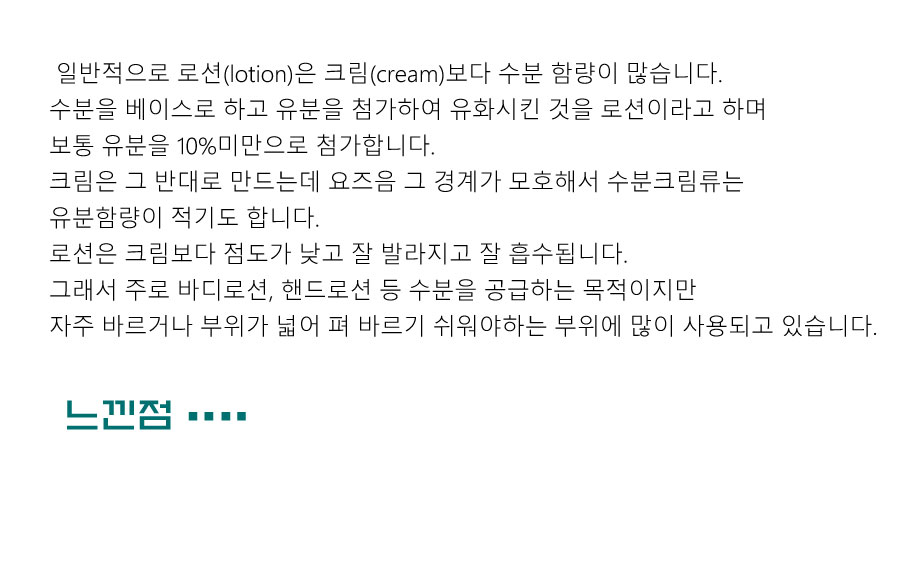 일반적으로 로션(lotion)은 크림(cream)보다 수분 함량이 많습니다.
수분을 베이스로 하고 유분을 첨가하여 유화시킨 것을 로션이라고 하며
보통 유분을 10%미만으로 첨가합니다.
크림은 그 반대로 만드는데 요즈음 그 경계가 모호해서 수분크림류는
유분함량이 적기도 합니다.
로션은 크림보다 점도가 낮고 잘 발라지고 잘 흡수됩니다.
그래서 주로 바디로션, 핸드로션 등 수분을 공급하는 목적이지만
자주 바르거나 부위가 넓어 펴 바르기 쉬워야하는 부위에 많이 사용되고 있습니다.
느낀점 ....